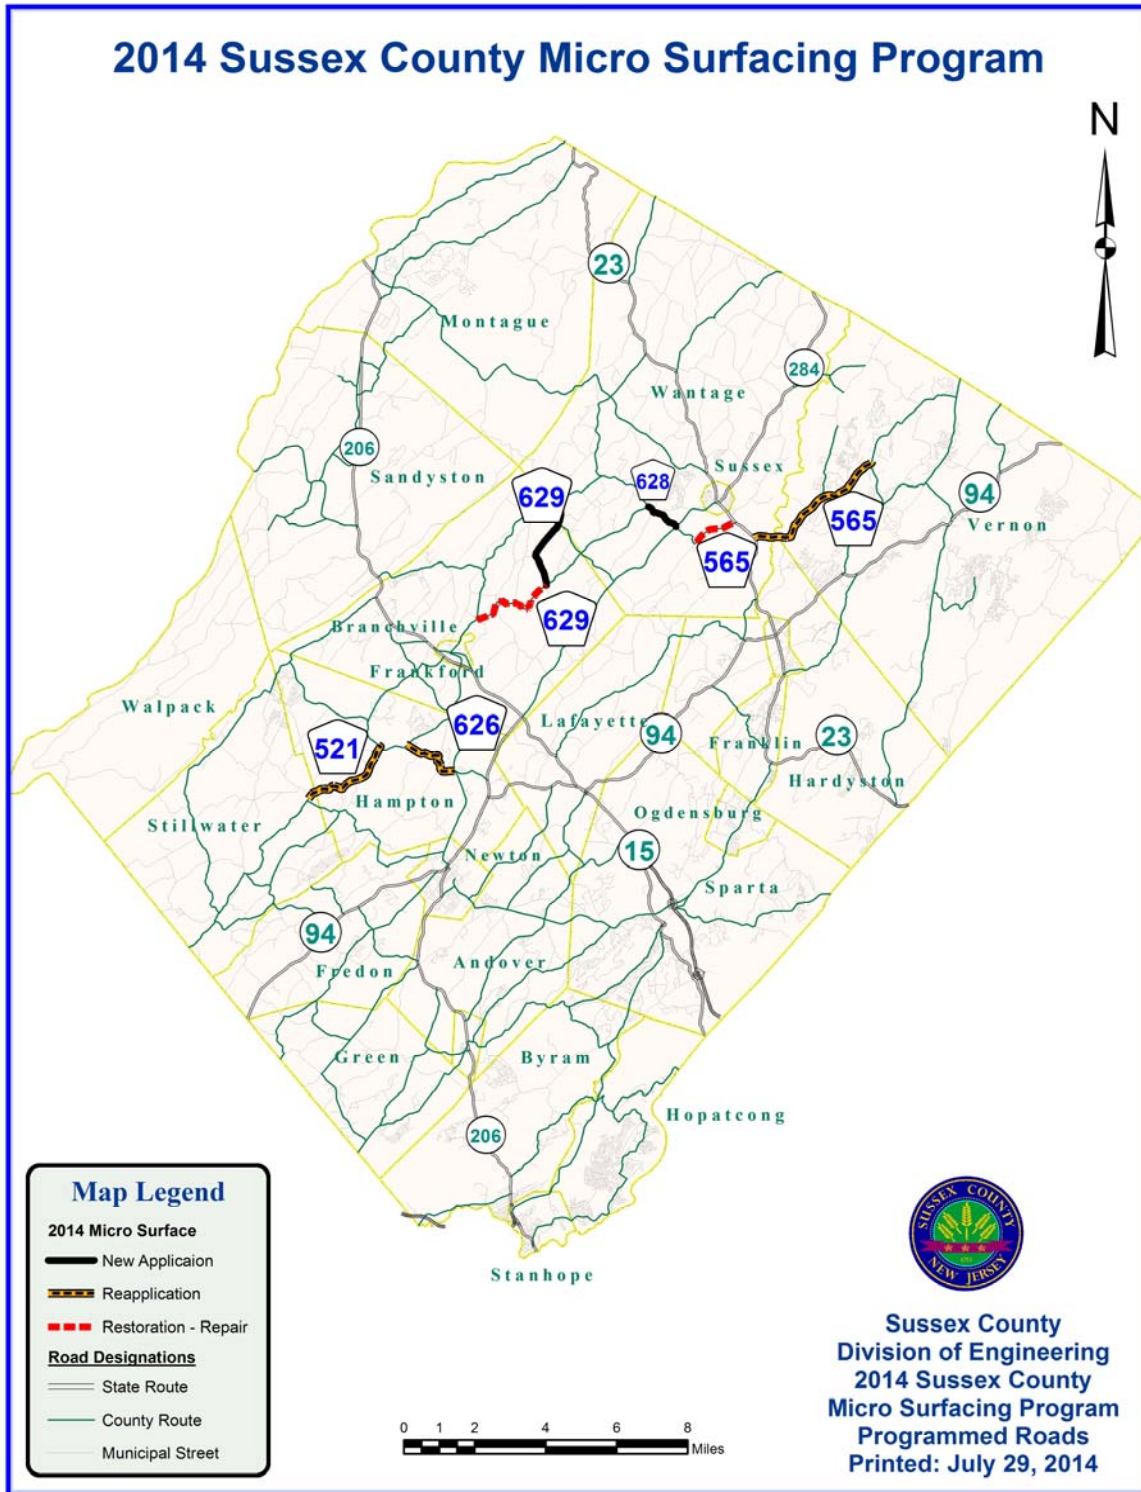 2014 Sussex County Micro Surfacing Program
N
23
Montague
284
Wantage
206
Sussex
Sandyston
628
94
629
565
Vernon
565
629
Branchville
Frankford
Walpack
626
Lafayette
94
23
521
Franklin
Hardyston
Hampton
Ogdensburg
Stillwater
15
Newton
Sparta
94
Andover
Fredon
Green
Byram
Hopatcong
206
Stanhope
Map Legend
2014 Micro Surface
New Applicaion
Reapplication
Restoration - Repair
Road Designations
State Route
County Route
Municipal Street
0 1 2 4 6 8
Miles
SUSSEX COUNTY
NEW JERSEY
Sussex County
Division of Engineering
2014 Sussex County
Micro Surfacing Program
Programmed Roads
Printed: July 29, 2014